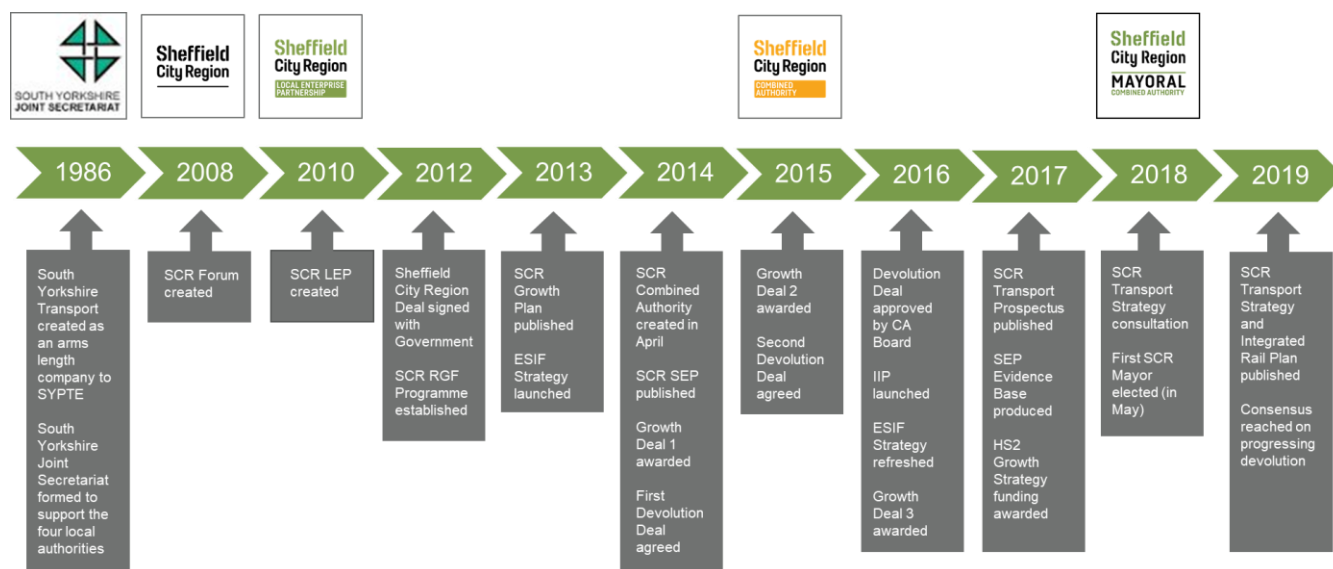 SOUTH YORKSHIRE
JOINT SECRETARIAT
Sheffield
City Region
Sheffield
City Region
LOCAL ENTERPRISE
PARTNERSHIP
Sheffield
City Region
COMBINED
AUTHORITY
Sheffield
City Region
MAYORAL
COMBINED AUTHORITY
1986
2008
2010
2012
2013
2014
2015
2016
2017
2018
2019
South
Yorkshire
Transport
created as
an arms
length
company to
SYPTE
South
Yorkshire
Joint
Secretariat
formed to
support the
four local
authorities
SCR Forum
created
SCR LEP
created
Sheffield
City Region
Deal signed
with
Government
SCR RGF
Programme
established
SCR
Growth
Plan
published
ESIF
Strategy
launched
SCR
Combined
Authority
created in
April
SCR SEP
published
Growth
Deal 1
awarded
First
Devolution
Deal
agreed
Growth
Deal 2
awarded
Second
Devolution
Deal
agreed
Devolution
Deal
approved
by CA
Board
IIP
launched
ESIF
Strategy
refreshed
Growth
Deal 3
awarded
SCR
Transport
Prospectus
published
SEP
Evidence
Base
produced
HS2
Growth
Strategy
funding
awarded
SCR
Transport
Strategy
consultation
First SCR
Mayor
elected (in
May)
SCR
Transport
Strategy
and
Integrated
Rail Plan
published
Consensus
reached on
progressing
devolution